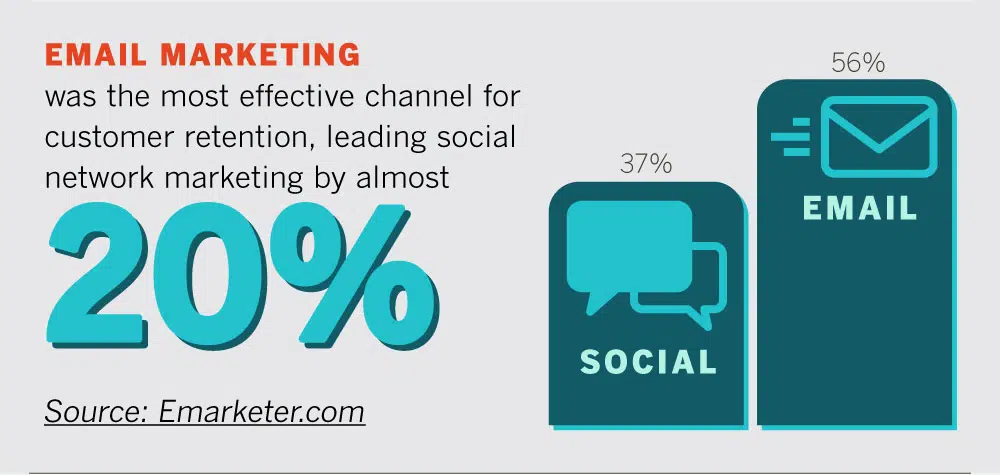 EMAIL MARKETING
was the most effective channel for
customer retention, leading social
network marketing by almost
20%
Source: Emarketer.com
37%
SOCIAL
56%
EMAIL